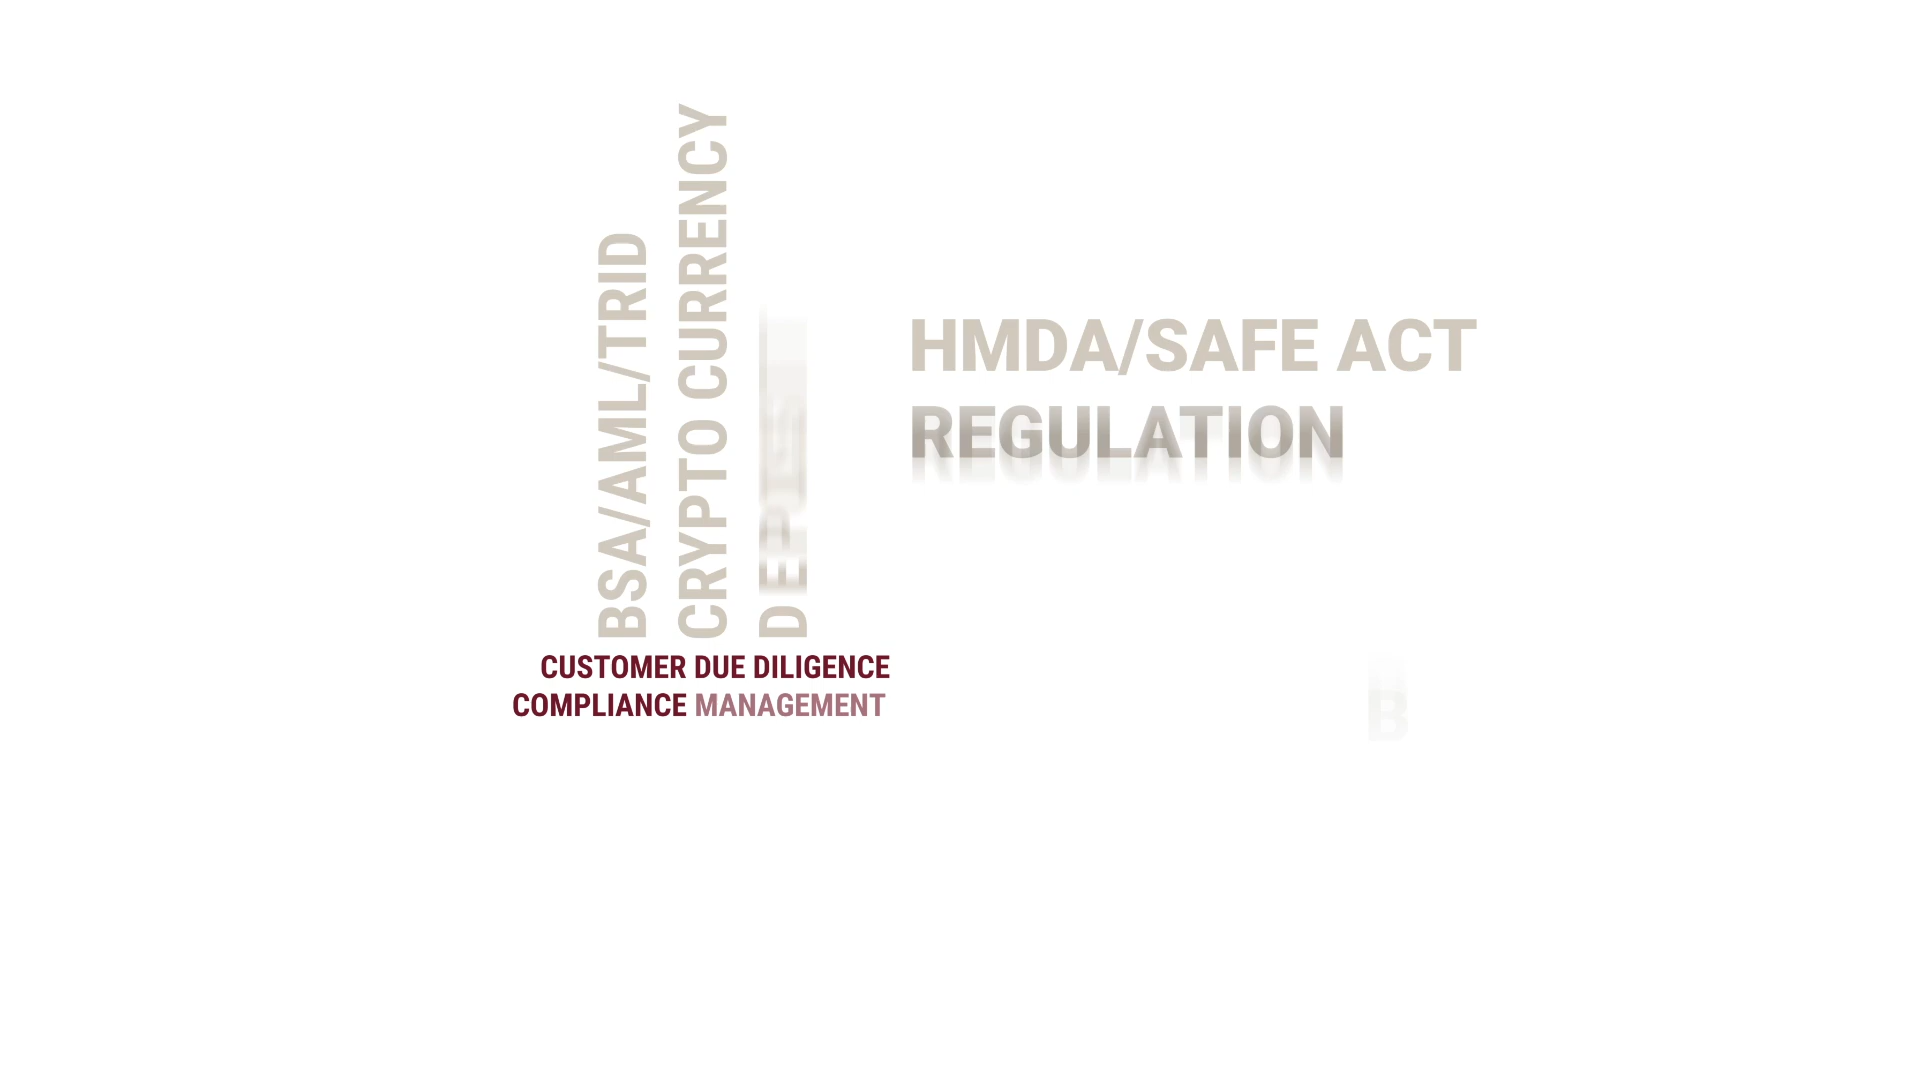 BSA/AML/TRID
CRYPTO CURRENCY
HMDA/SAFE ACT
REGULATION
CUSTOMER DUE DILIGENCE
COMPLIANCE MANAGEMENT